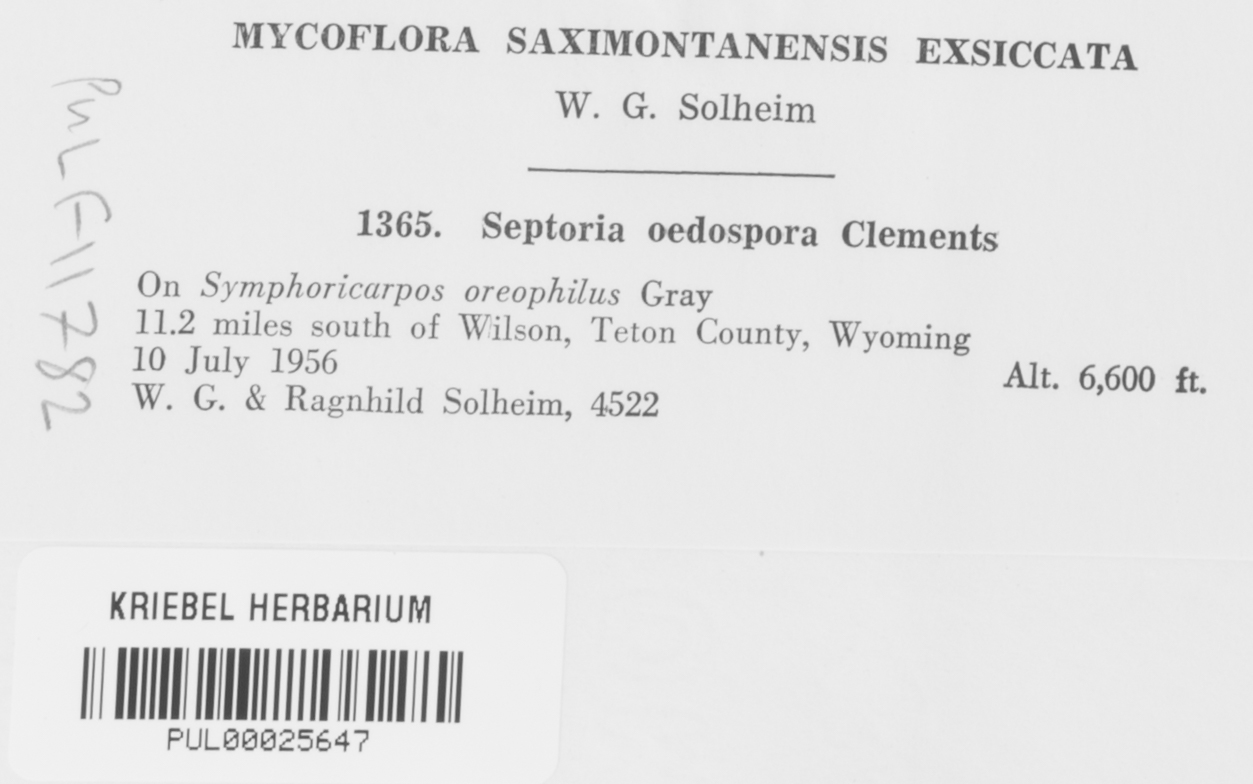 MYCOFLORA SAXIMONTANENSIS EXSICCATA
W. G. Solheim
1365. Septoria oedospora Clements
On Symphoricarpos oreophilus Gray
11.2 miles south of Wilson, Teton County, Wyoming
10 July 1956
Alt. 6,600 ft.
W. G. & Ragnhild Solheim, 4522
PUL F11782
KRIEBEL HERBARIUM
PUL00025647